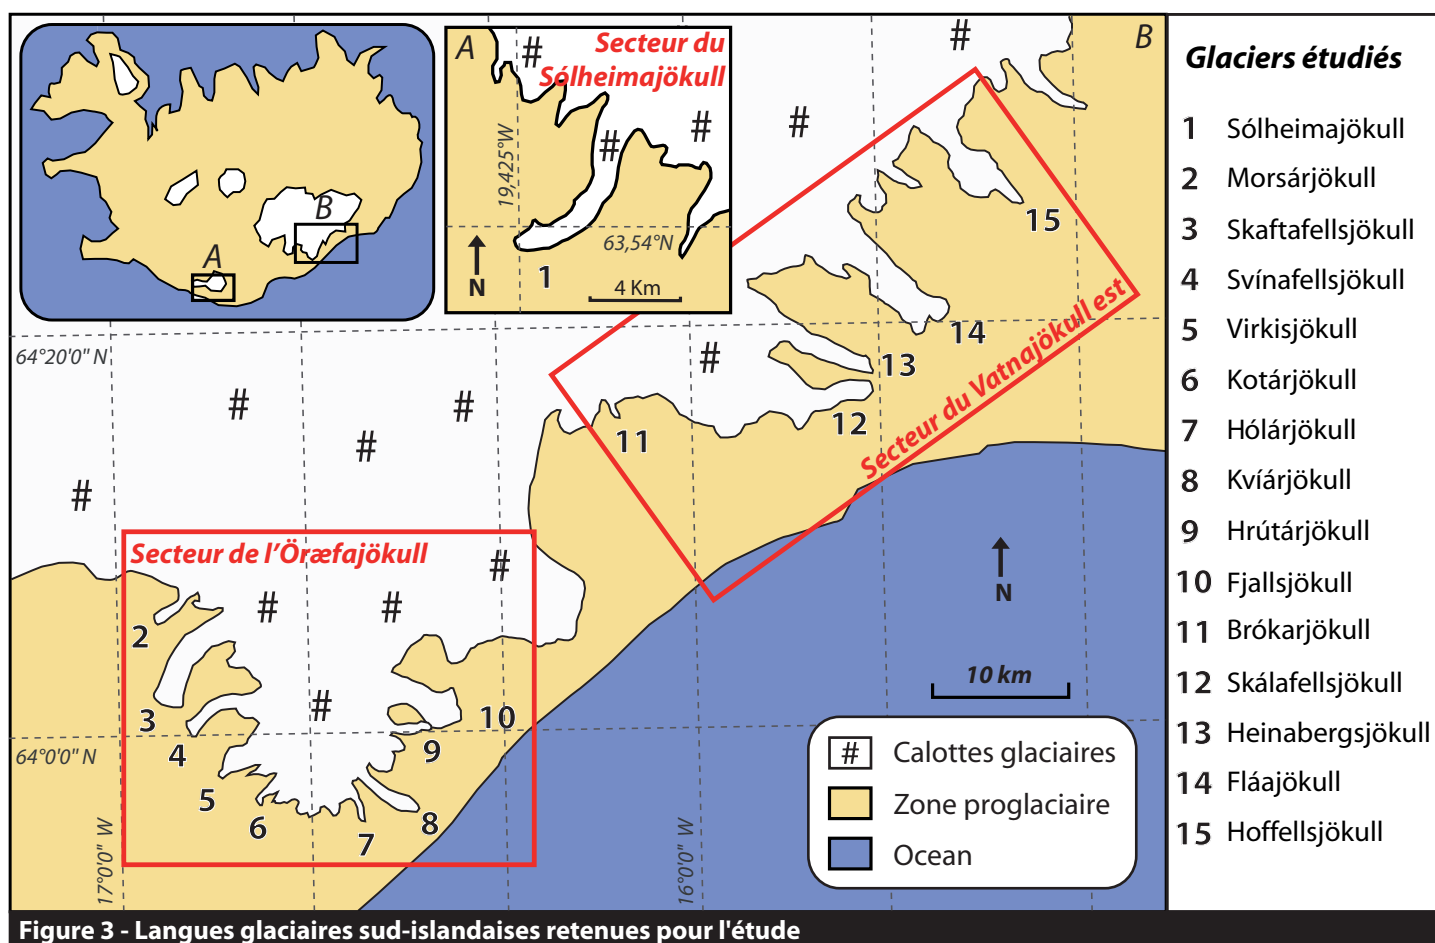 A
B
A
Secteur du
Sólheimajökull
#
#
#
19,425°W
63,54°N
N
4 Km
1
B
#
#
15
14
13
12
11
#
Secteur du Vatnajökull est
64°20'0" N
#
#
#
#
Secteur de l'Öræfajökull
#
#
#
#
2
3
4
5
6
7
8
9
10
64°0'0" N
17°0'0" W
16°0'0" W
N
10 km
# Calottes glaciaires
Zone proglaciaire
Ocean
Glaciers étudiés
1 Sólheimajökull
2 Morsárjökull
3 Skaftafellsjökull
4 Svínafellsjökull
5 Virkisjökull
6 Kotárjökull
7 Hólárjökull
8 Kvíárjökull
9 Hrútárjökull
10 Fjallsjökull
11 Brókarjökull
12 Skálafellsjökull
13 Heinabergsjökull
14 Fláajökull
15 Hoffellsjökull
Figure 3 - Langues glaciaires sud-islandaises retenues pour l'étude